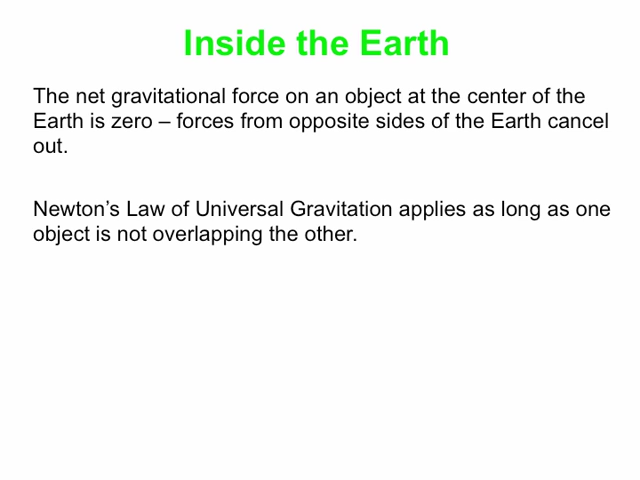 Inside the Earth
The net gravitational force on an object at the center of the
Earth is zero – forces from opposite sides of the Earth cancel
out.
Newton’s Law of Universal Gravitation applies as long as one
object is not overlapping the other.